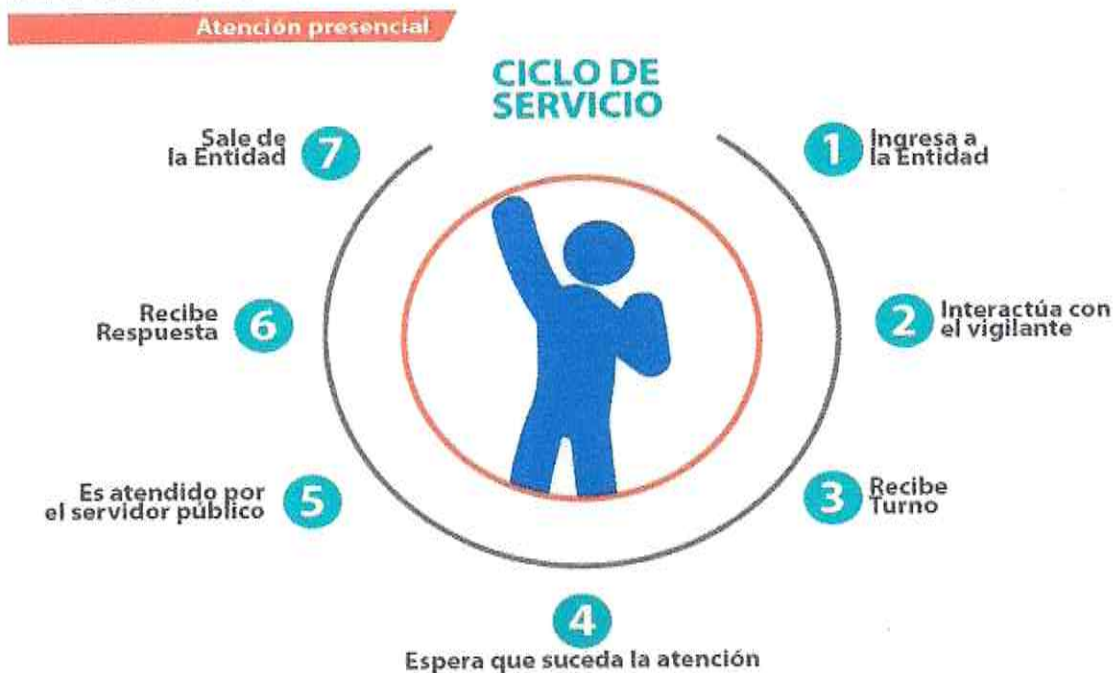 Atención presencial
CICLO DE
SERVICIO
1
Ingresa a
la Entidad
2
Interactúa con
el vigilante
3
Recibe
Turno
4
Espera que suceda la atención
5
Es atendido por
el servidor público
6
Recibe
Respuesta
7
Sale de
la Entidad